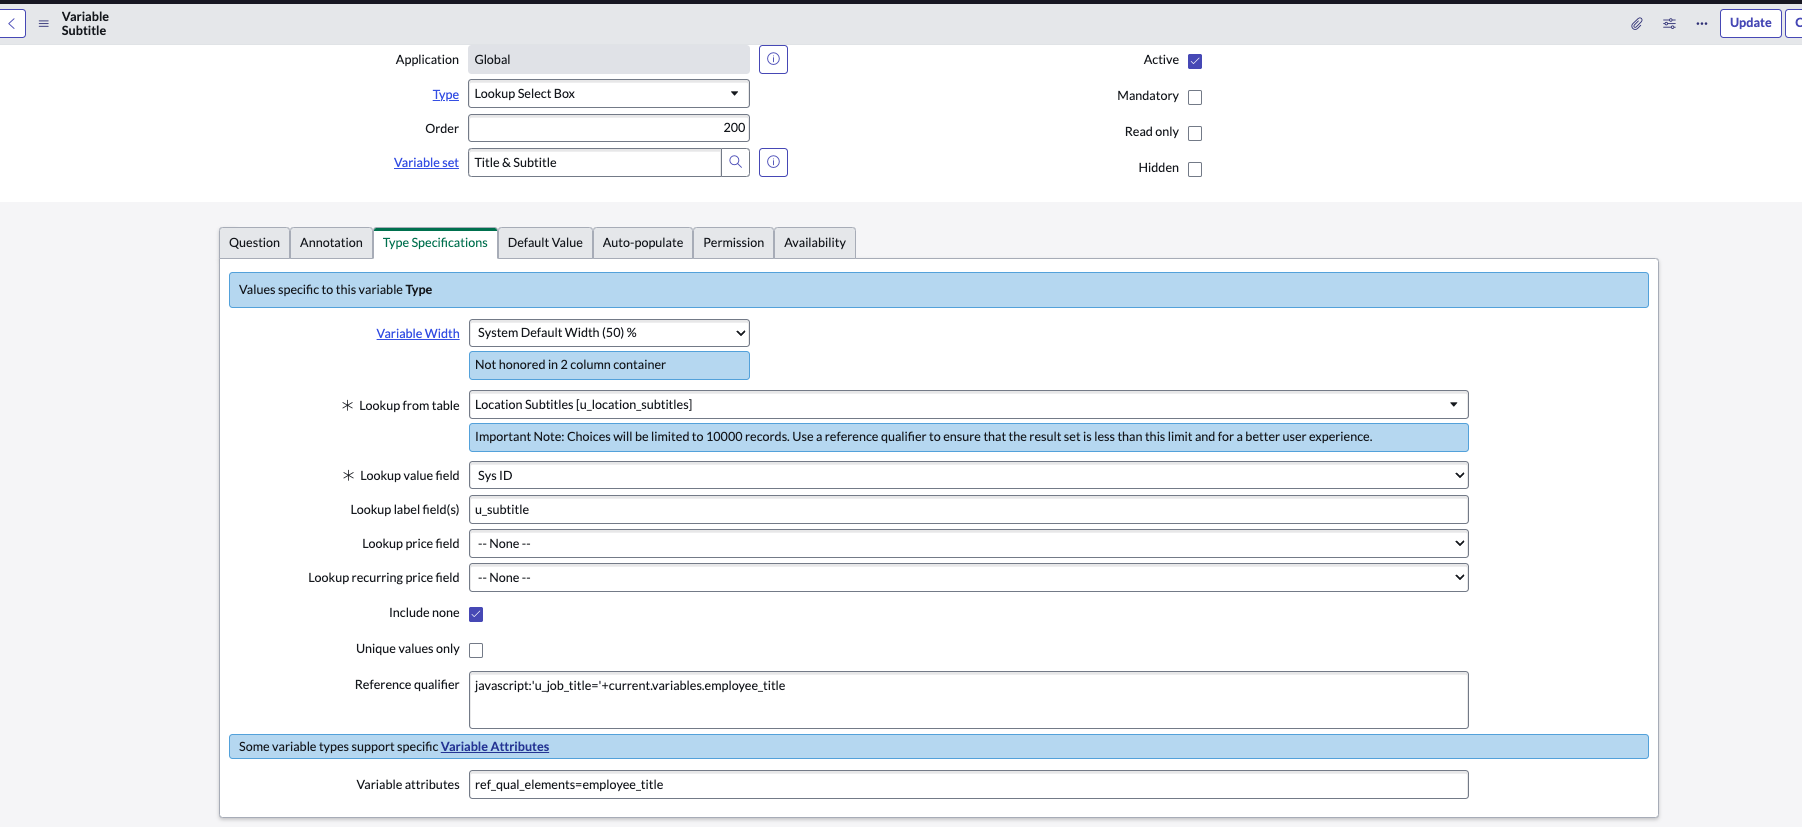 Variable
Subtitle
Update
Application
Global
Type
Lookup Select Box
Order
200
Variable set
Title & Subtitle
Active
Mandatory
Read only
Hidden
Question
Annotation
Type Specifications
Default Value
Auto-populate
Permission
Availability
Values specific to this variable Type
Variable Width
System Default Width (50) %
Not honored in 2 column container
Lookup from table
Location Subtitles [u_location_subtitles]
Important Note: Choices will be limited to 10000 records. Use a reference qualifier to ensure that the result set is less than this limit and for a better user experience.
Lookup value field
Sys ID
Lookup label field(s)
u_subtitle
Lookup price field
-- None --
Lookup recurring price field
-- None --
Include none
Unique values only
Reference qualifier
javascript:'u_job_title='+current.variables.employee_title
Some variable types support specific Variable Attributes
Variable attributes
ref_qual_elements=employee_title